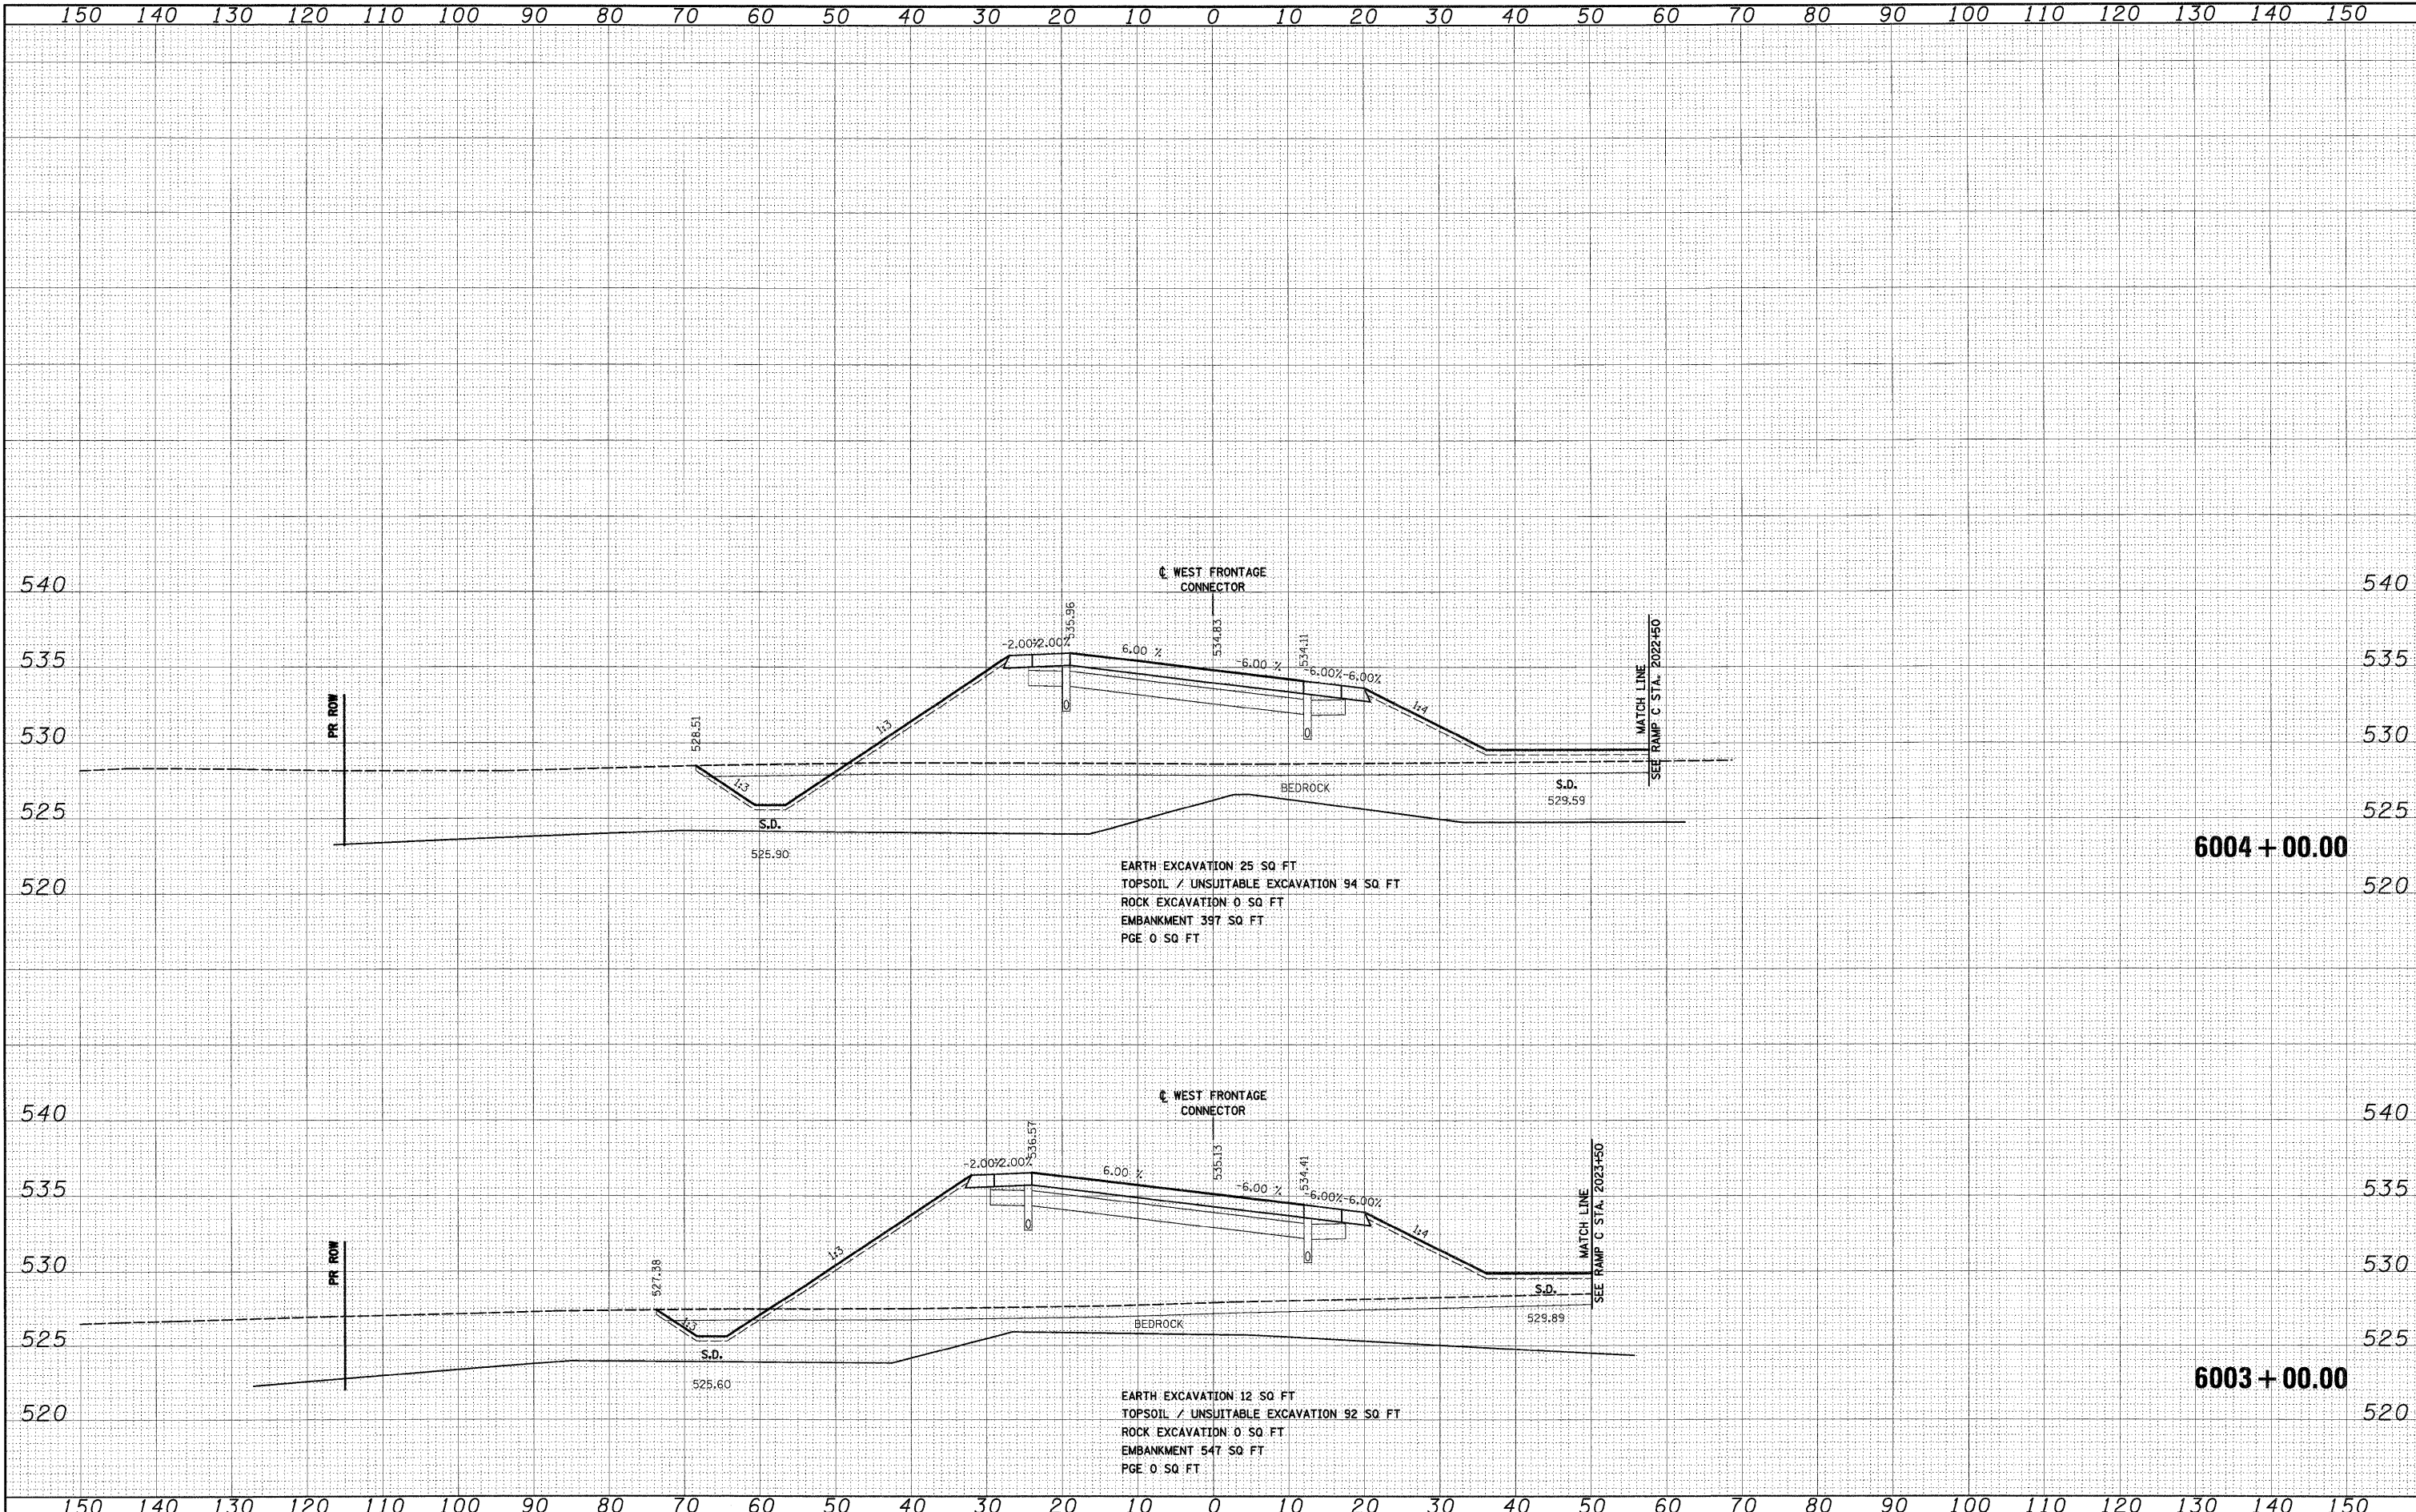 150 140 130 120 110 100 90 80 70 60 50 40 30 20 10 0 10 20 30 40 50 60 70 80 90 100 110 120 130 140 150
℄ WEST FRONTAGE
CONNECTOR
540 540
535.96
534.83
534.11
-2.00% -2.00% 6.00 % -6.00 % -6.00% -6.00%
535 535
MATCH LINE
SEE RAMP C STA. 2022+50
PR ROW
1:3
1:4
528.51
530 530
1:3
BEDROCK
S.D.
529.59
525 525
S.D.
525.90
6004 + 00.00
EARTH EXCAVATION 25 SQ FT
TOPSOIL / UNSUITABLE EXCAVATION 94 SQ FT
ROCK EXCAVATION 0 SQ FT
EMBANKMENT 397 SQ FT
PGE 0 SQ FT
520 520
℄ WEST FRONTAGE
CONNECTOR
540 540
536.57
535.13
534.41
-2.00% -2.00% 6.00 % -6.00 % -6.00% -6.00%
535 535
MATCH LINE
SEE RAMP C STA. 2023+50
PR ROW
1:3
1:4
527.38
530 530
S.D.
529.89
1:3
BEDROCK
525 525
S.D.
525.60
6003 + 00.00
EARTH EXCAVATION 12 SQ FT
TOPSOIL / UNSUITABLE EXCAVATION 92 SQ FT
ROCK EXCAVATION 0 SQ FT
EMBANKMENT 547 SQ FT
PGE 0 SQ FT
520 520
150 140 130 120 110 100 90 80 70 60 50 40 30 20 10 0 10 20 30 40 50 60 70 80 90 100 110 120 130 140 150